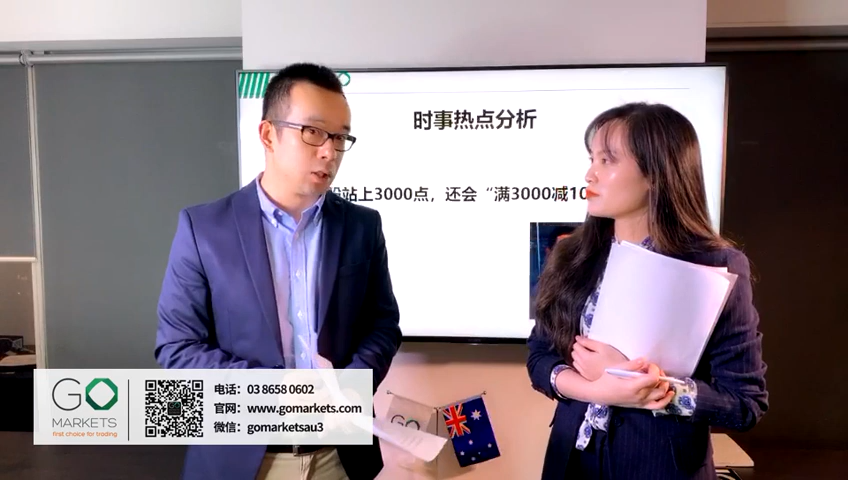 时事热点分析
站上3000点，还会“满3000减10
GO
MARKETS
first choice for trading
电话：03 8658 0602
官网：www.gomarkets.com
微信：gomarketsau3
GO